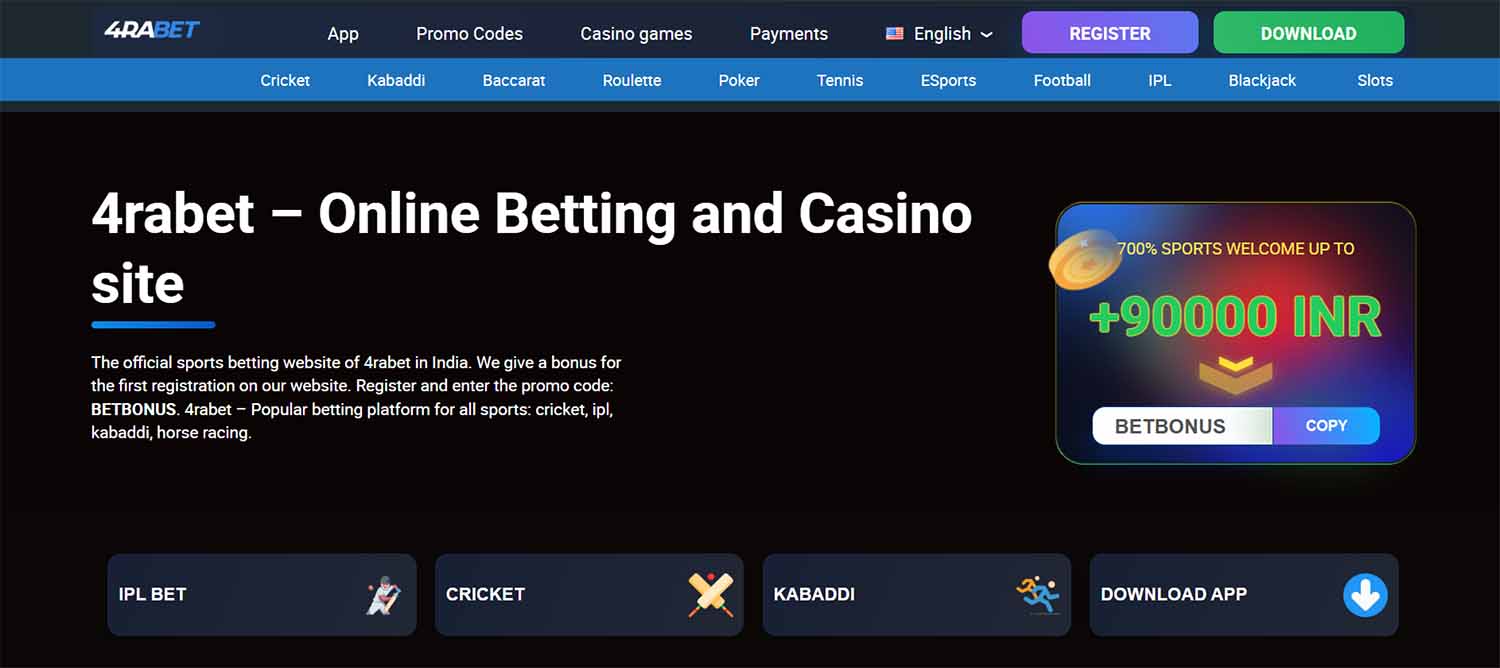 4RABET
App Promo Codes Casino games Payments English REGISTER DOWNLOAD
Cricket Kabaddi Baccarat Roulette Poker Tennis ESports Football IPL Blackjack Slots
4rabet – Online Betting and Casino
site
The official sports betting website of 4rabet in India. We give a bonus for
the first registration on our website. Register and enter the promo code:
BETBONUS. 4rabet – Popular betting platform for all sports: cricket, ipl,
kabaddi, horse racing.
700% SPORTS WELCOME UP TO
+90000 INR
BETBONUS COPY
IPL BET
CRICKET
KABADDI
DOWNLOAD APP